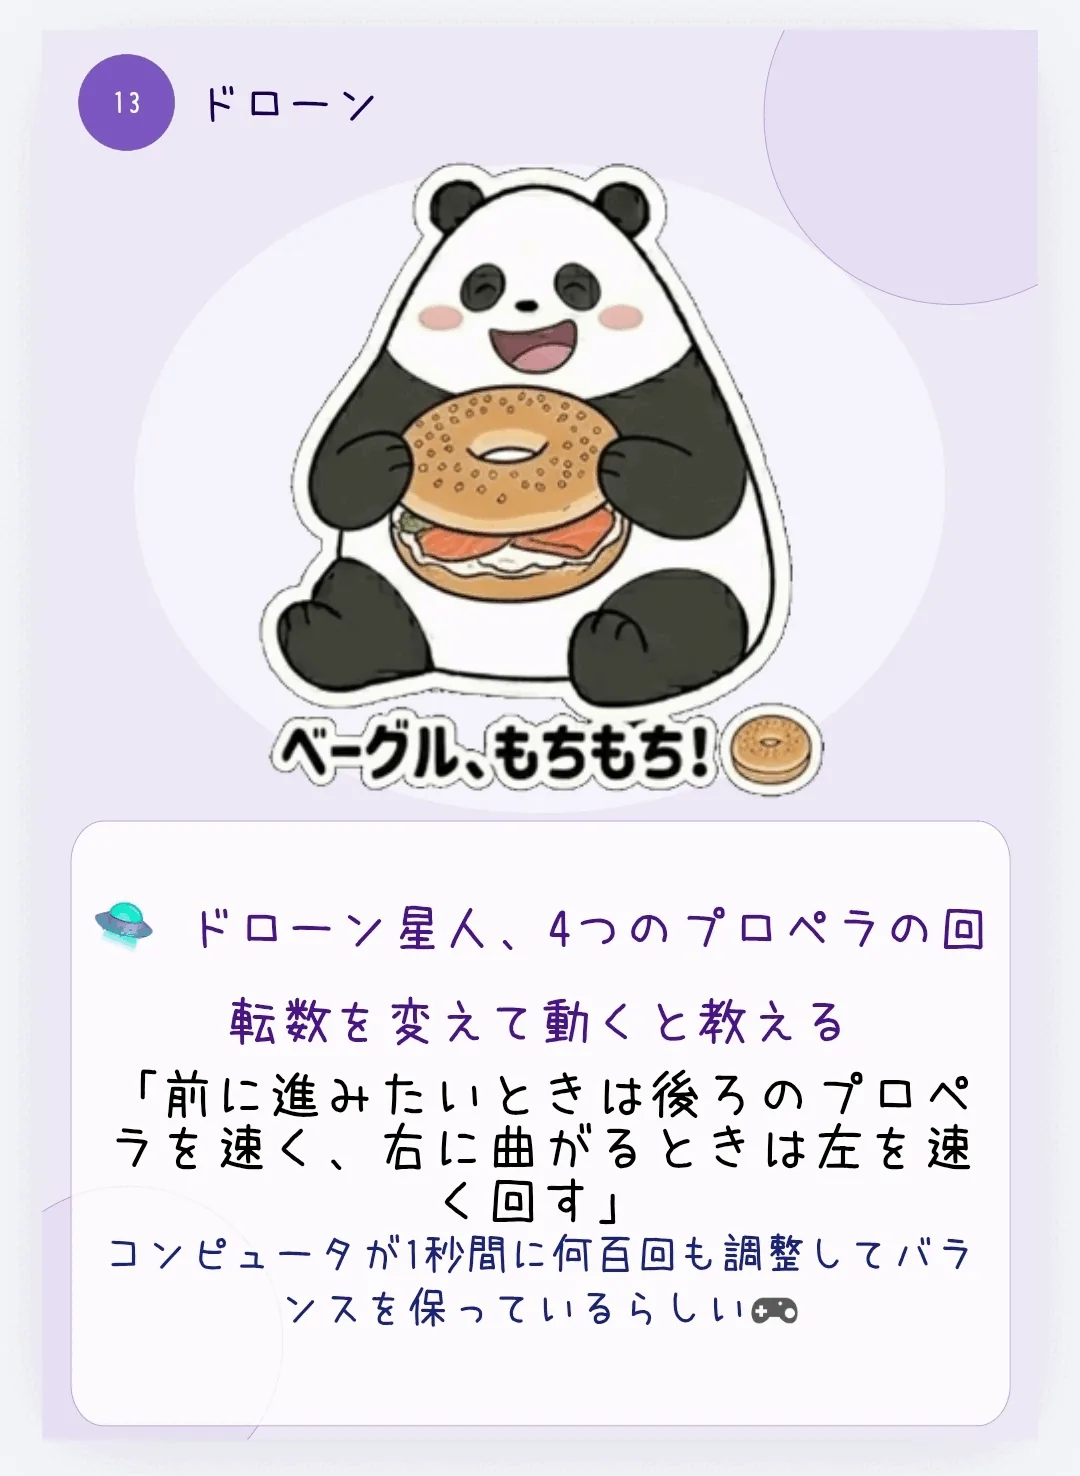 13
ドローン
ベーグル、もちもち!
ドローン星人、4つのプロペラの回
転数を変えて動くと教える
「前に進みたいときは後ろのプロペ
ラを速く、右に曲がるときは左を速
く回す」
コンピュータが1秒間に何百回も調整してバラ
ンスを保っているらしい🎮